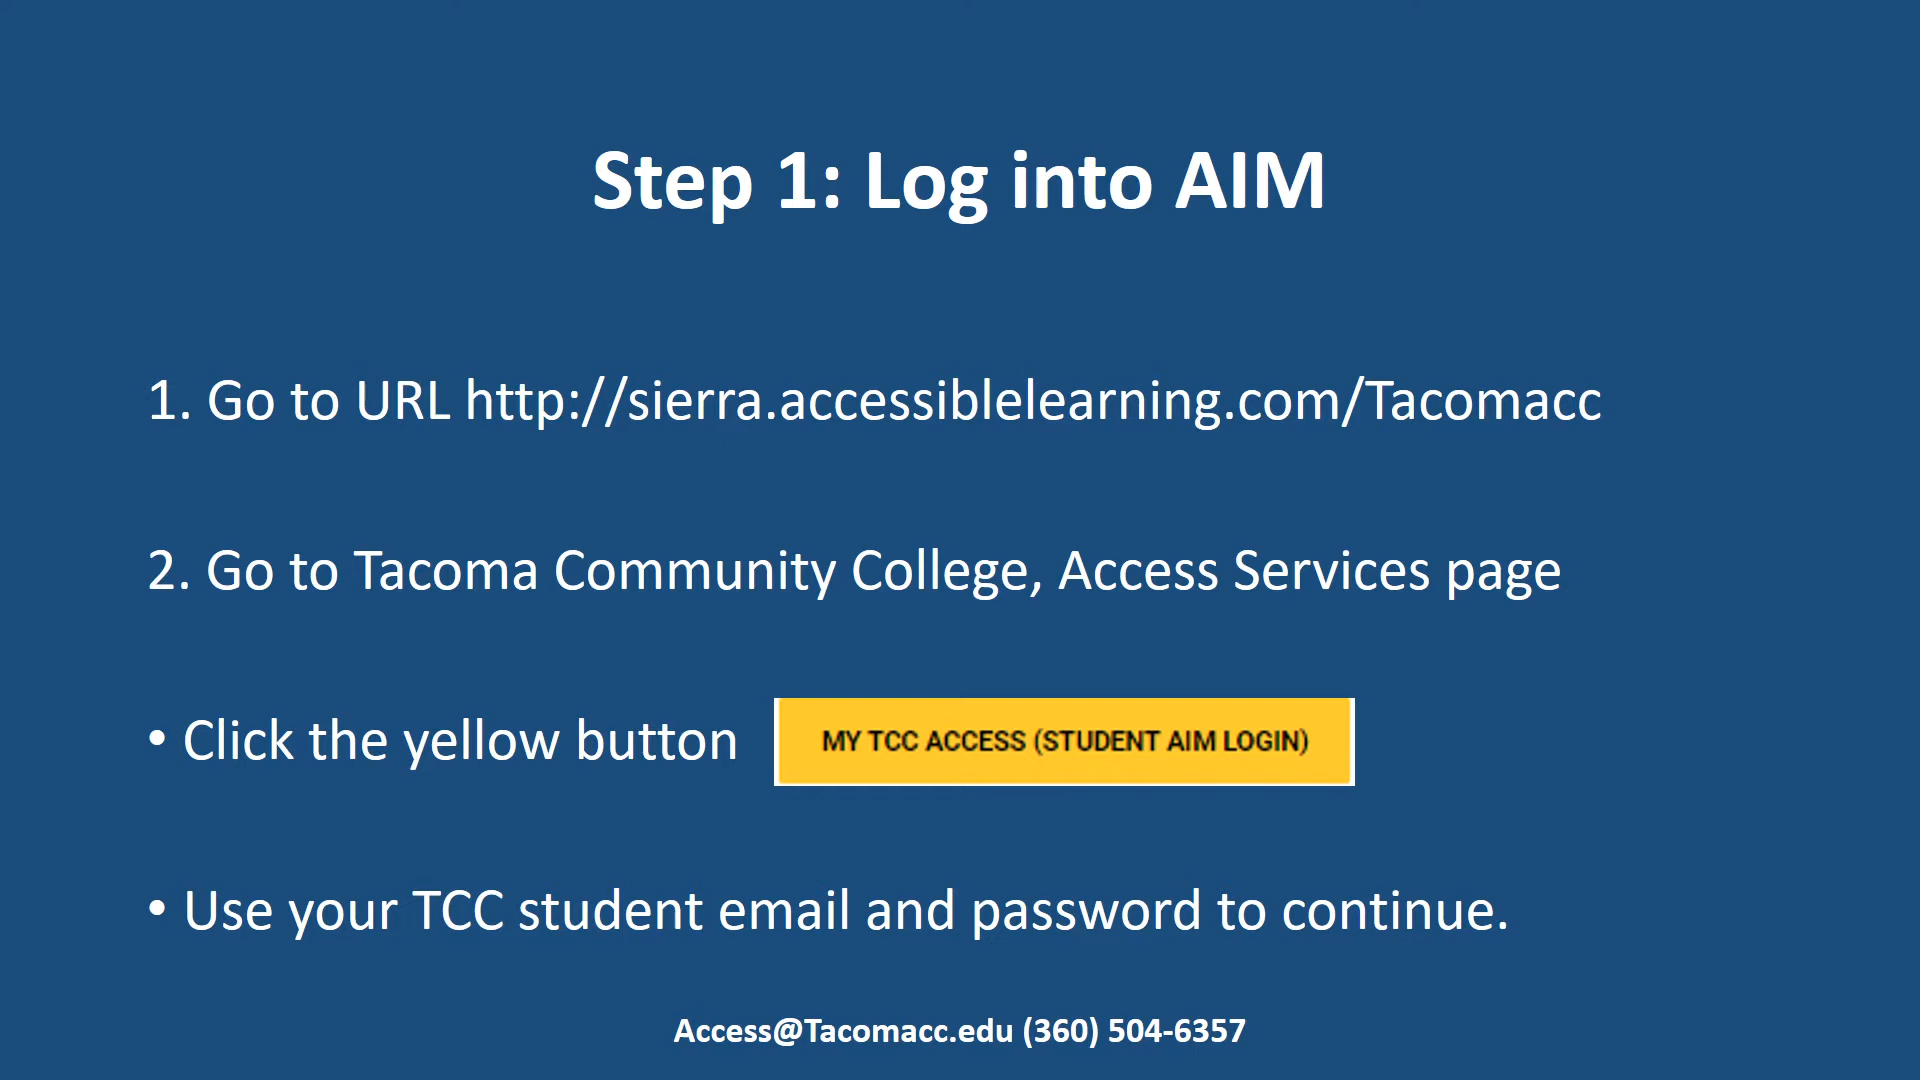 Step 1: Log into AIM
1. Go to URL http://sierra.accessiblelearning.com/Tacomacc
2. Go to Tacoma Community College, Access Services page
• Click the yellow button
MY TCC ACCESS (STUDENT AIM LOGIN)
• Use your TCC student email and password to continue.
Access@Tacomacc.edu (360) 504-6357